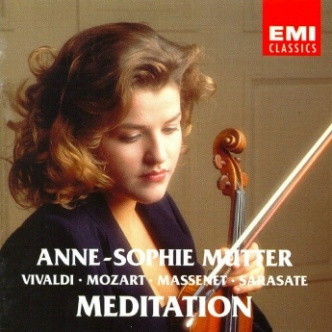 EMI
CLASSICS
ANNE-SOPHIE MUTTER
VIVALDI · MOZART · MASSENET · SARASATE
MEDITATION